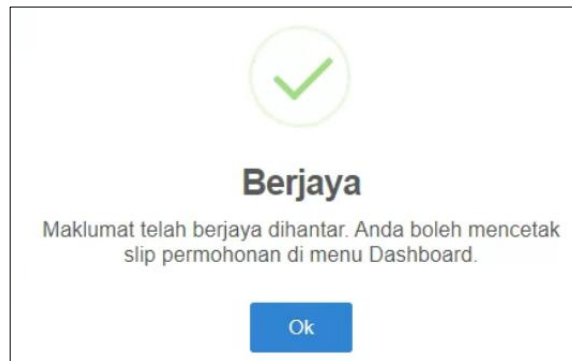 Berjaya
Maklumat telah berjaya dihantar. Anda boleh mencetak
slip permohonan di menu Dashboard.
Ok